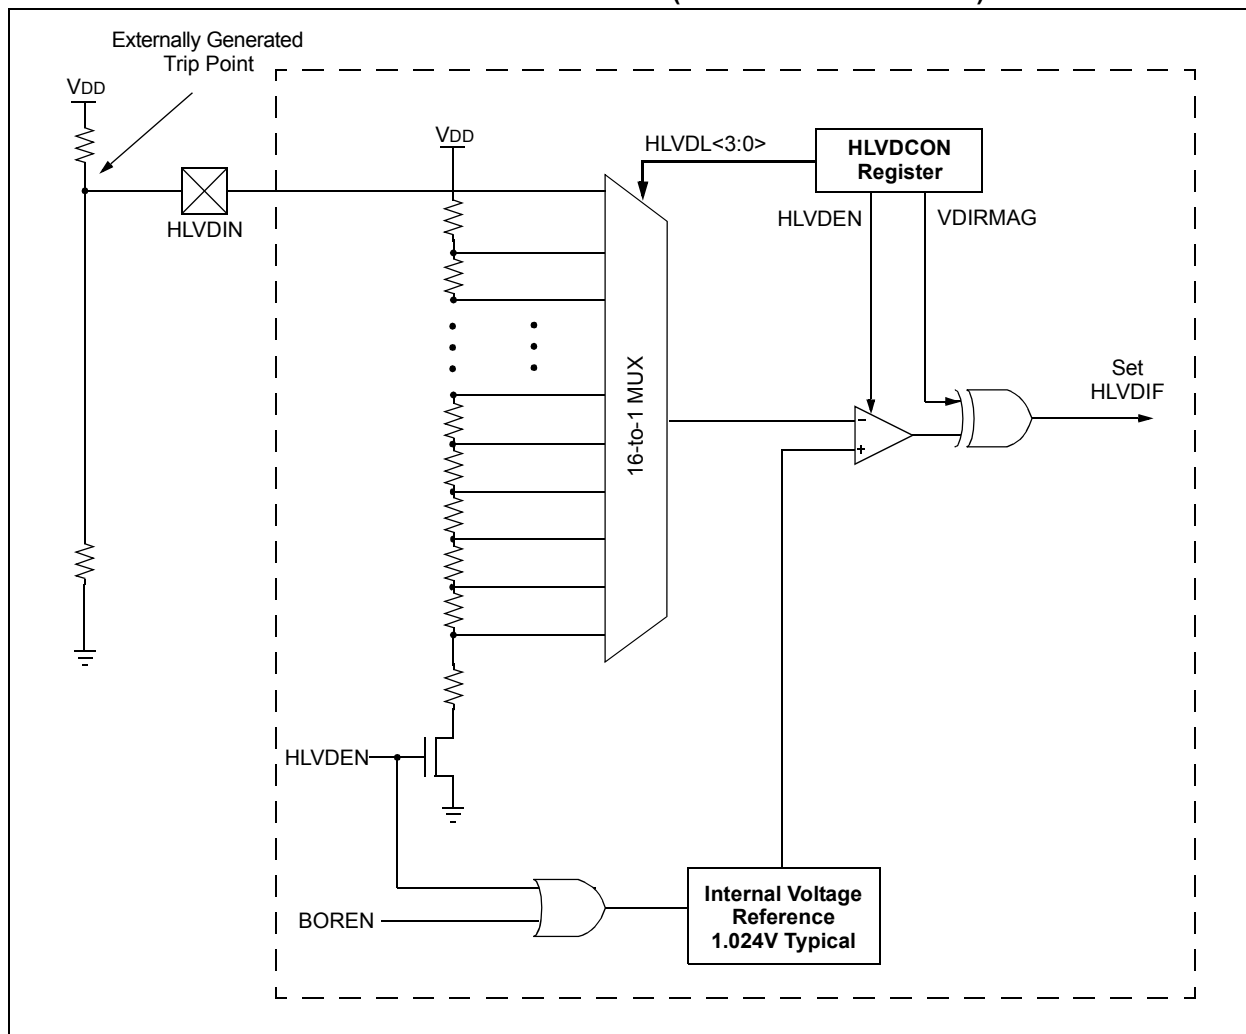 Externally Generated
Trip Point
VDD
VDD
HLVDL<3:0>
HLVDCON
Register
HLVDIN
HLVDEN
VDIRMAG
16-to-1 MUX
Set
HLVDIF
–
+
HLVDEN
BOREN
Internal Voltage
Reference
1.024V Typical